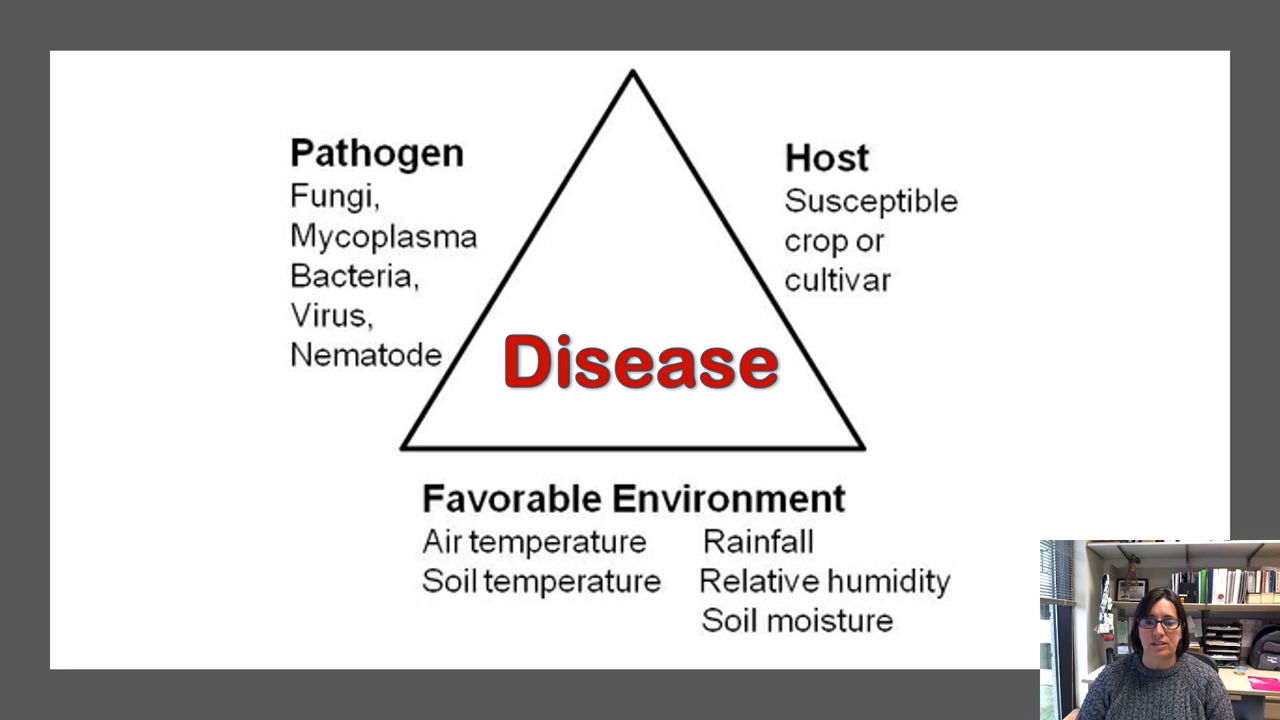 Pathogen
Fungi,
Mycoplasma
Bacteria,
Virus,
Nematode
Host
Susceptible
crop or
cultivar
Disease
Favorable Environment
Air temperature Rainfall
Soil temperature Relative humidity
Soil moisture